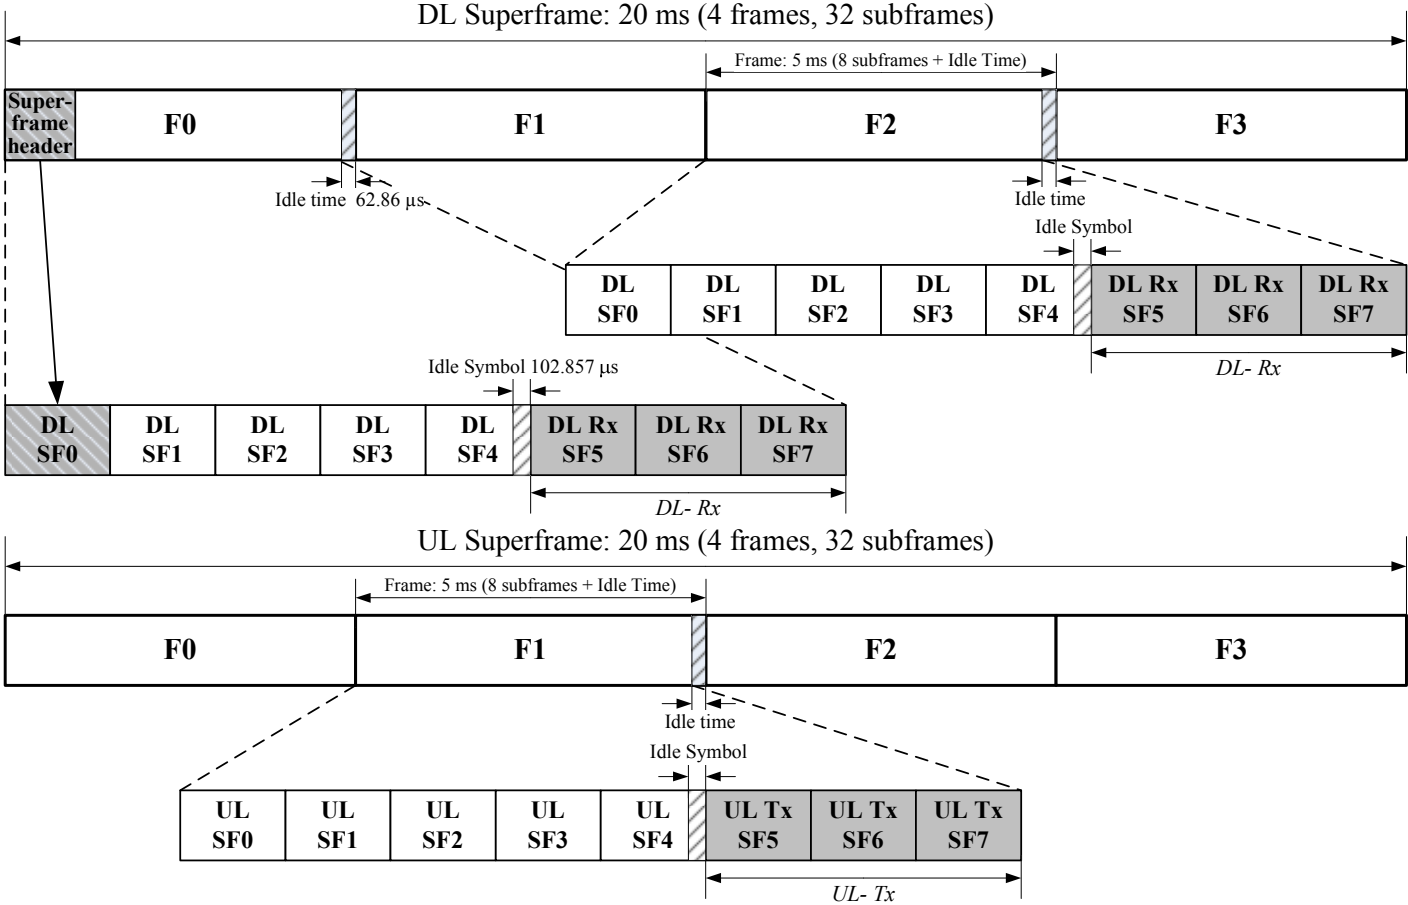 DL Superframe: 20 ms (4 frames, 32 subframes)
Frame: 5 ms (8 subframes + Idle Time)
Super-
frame
header
F0
F1
F2
F3
Idle time 62.86 µs
Idle time
Idle Symbol
DL
SF0
DL
SF1
DL
SF2
DL
SF3
DL
SF4
DL Rx
SF5
DL Rx
SF6
DL Rx
SF7
DL- Rx
Idle Symbol 102.857 µs
DL
SF0
DL
SF1
DL
SF2
DL
SF3
DL
SF4
DL Rx
SF5
DL Rx
SF6
DL Rx
SF7
DL- Rx
UL Superframe: 20 ms (4 frames, 32 subframes)
Frame: 5 ms (8 subframes + Idle Time)
F0
F1
F2
F3
Idle time
Idle Symbol
UL
SF0
UL
SF1
UL
SF2
UL
SF3
UL
SF4
UL Tx
SF5
UL Tx
SF6
UL Tx
SF7
UL- Tx